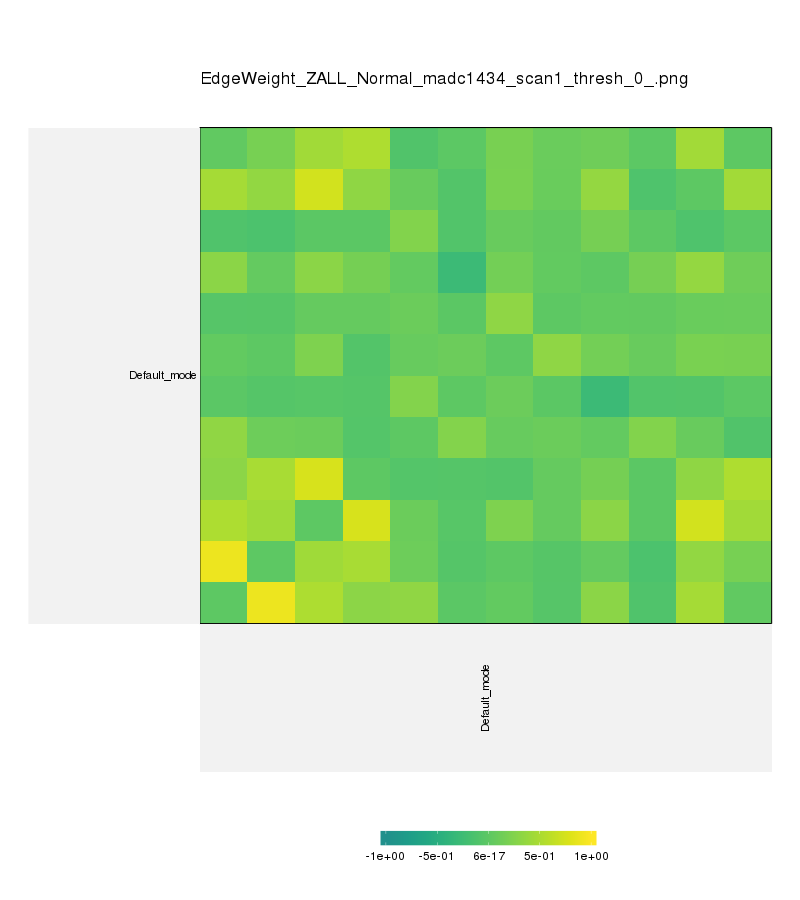 EdgeWeight_ZALL_Normal_madc1434_scan1_thresh_0_.png
Default_mode
Default_mode
-1e+00 -5e-01 6e-17 5e-01 1e+00